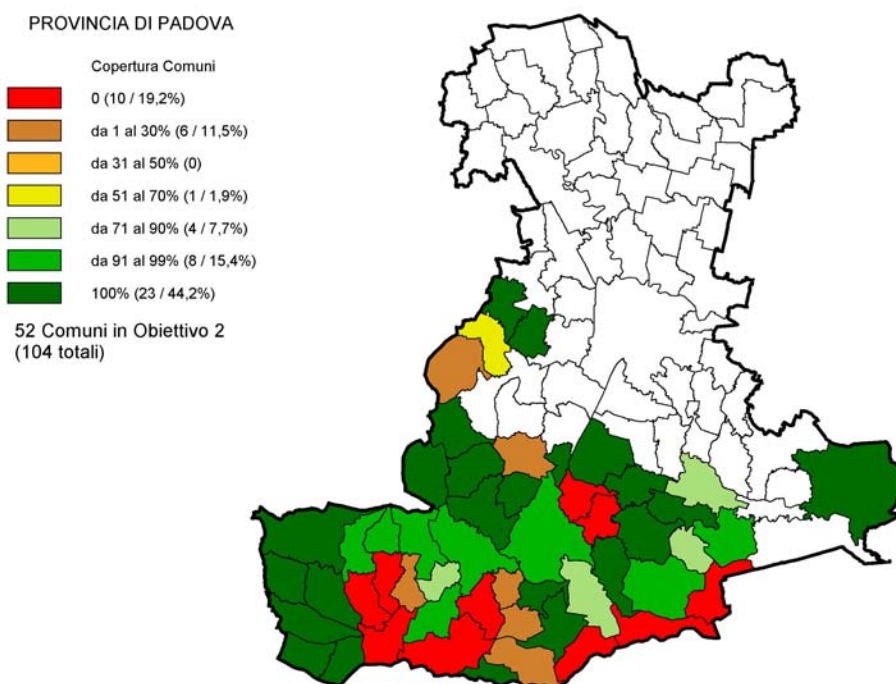 PROVINCIA DI PADOVA
Copertura Comuni
0 (10 / 19,2%)
da 1 al 30% (6 / 11,5%)
da 31 al 50% (0)
da 51 al 70% (1 / 1,9%)
da 71 al 90% (4 / 7,7%)
da 91 al 99% (8 / 15,4%)
100% (23 / 44,2%)
52 Comuni in Obiettivo 2
(104 totali)